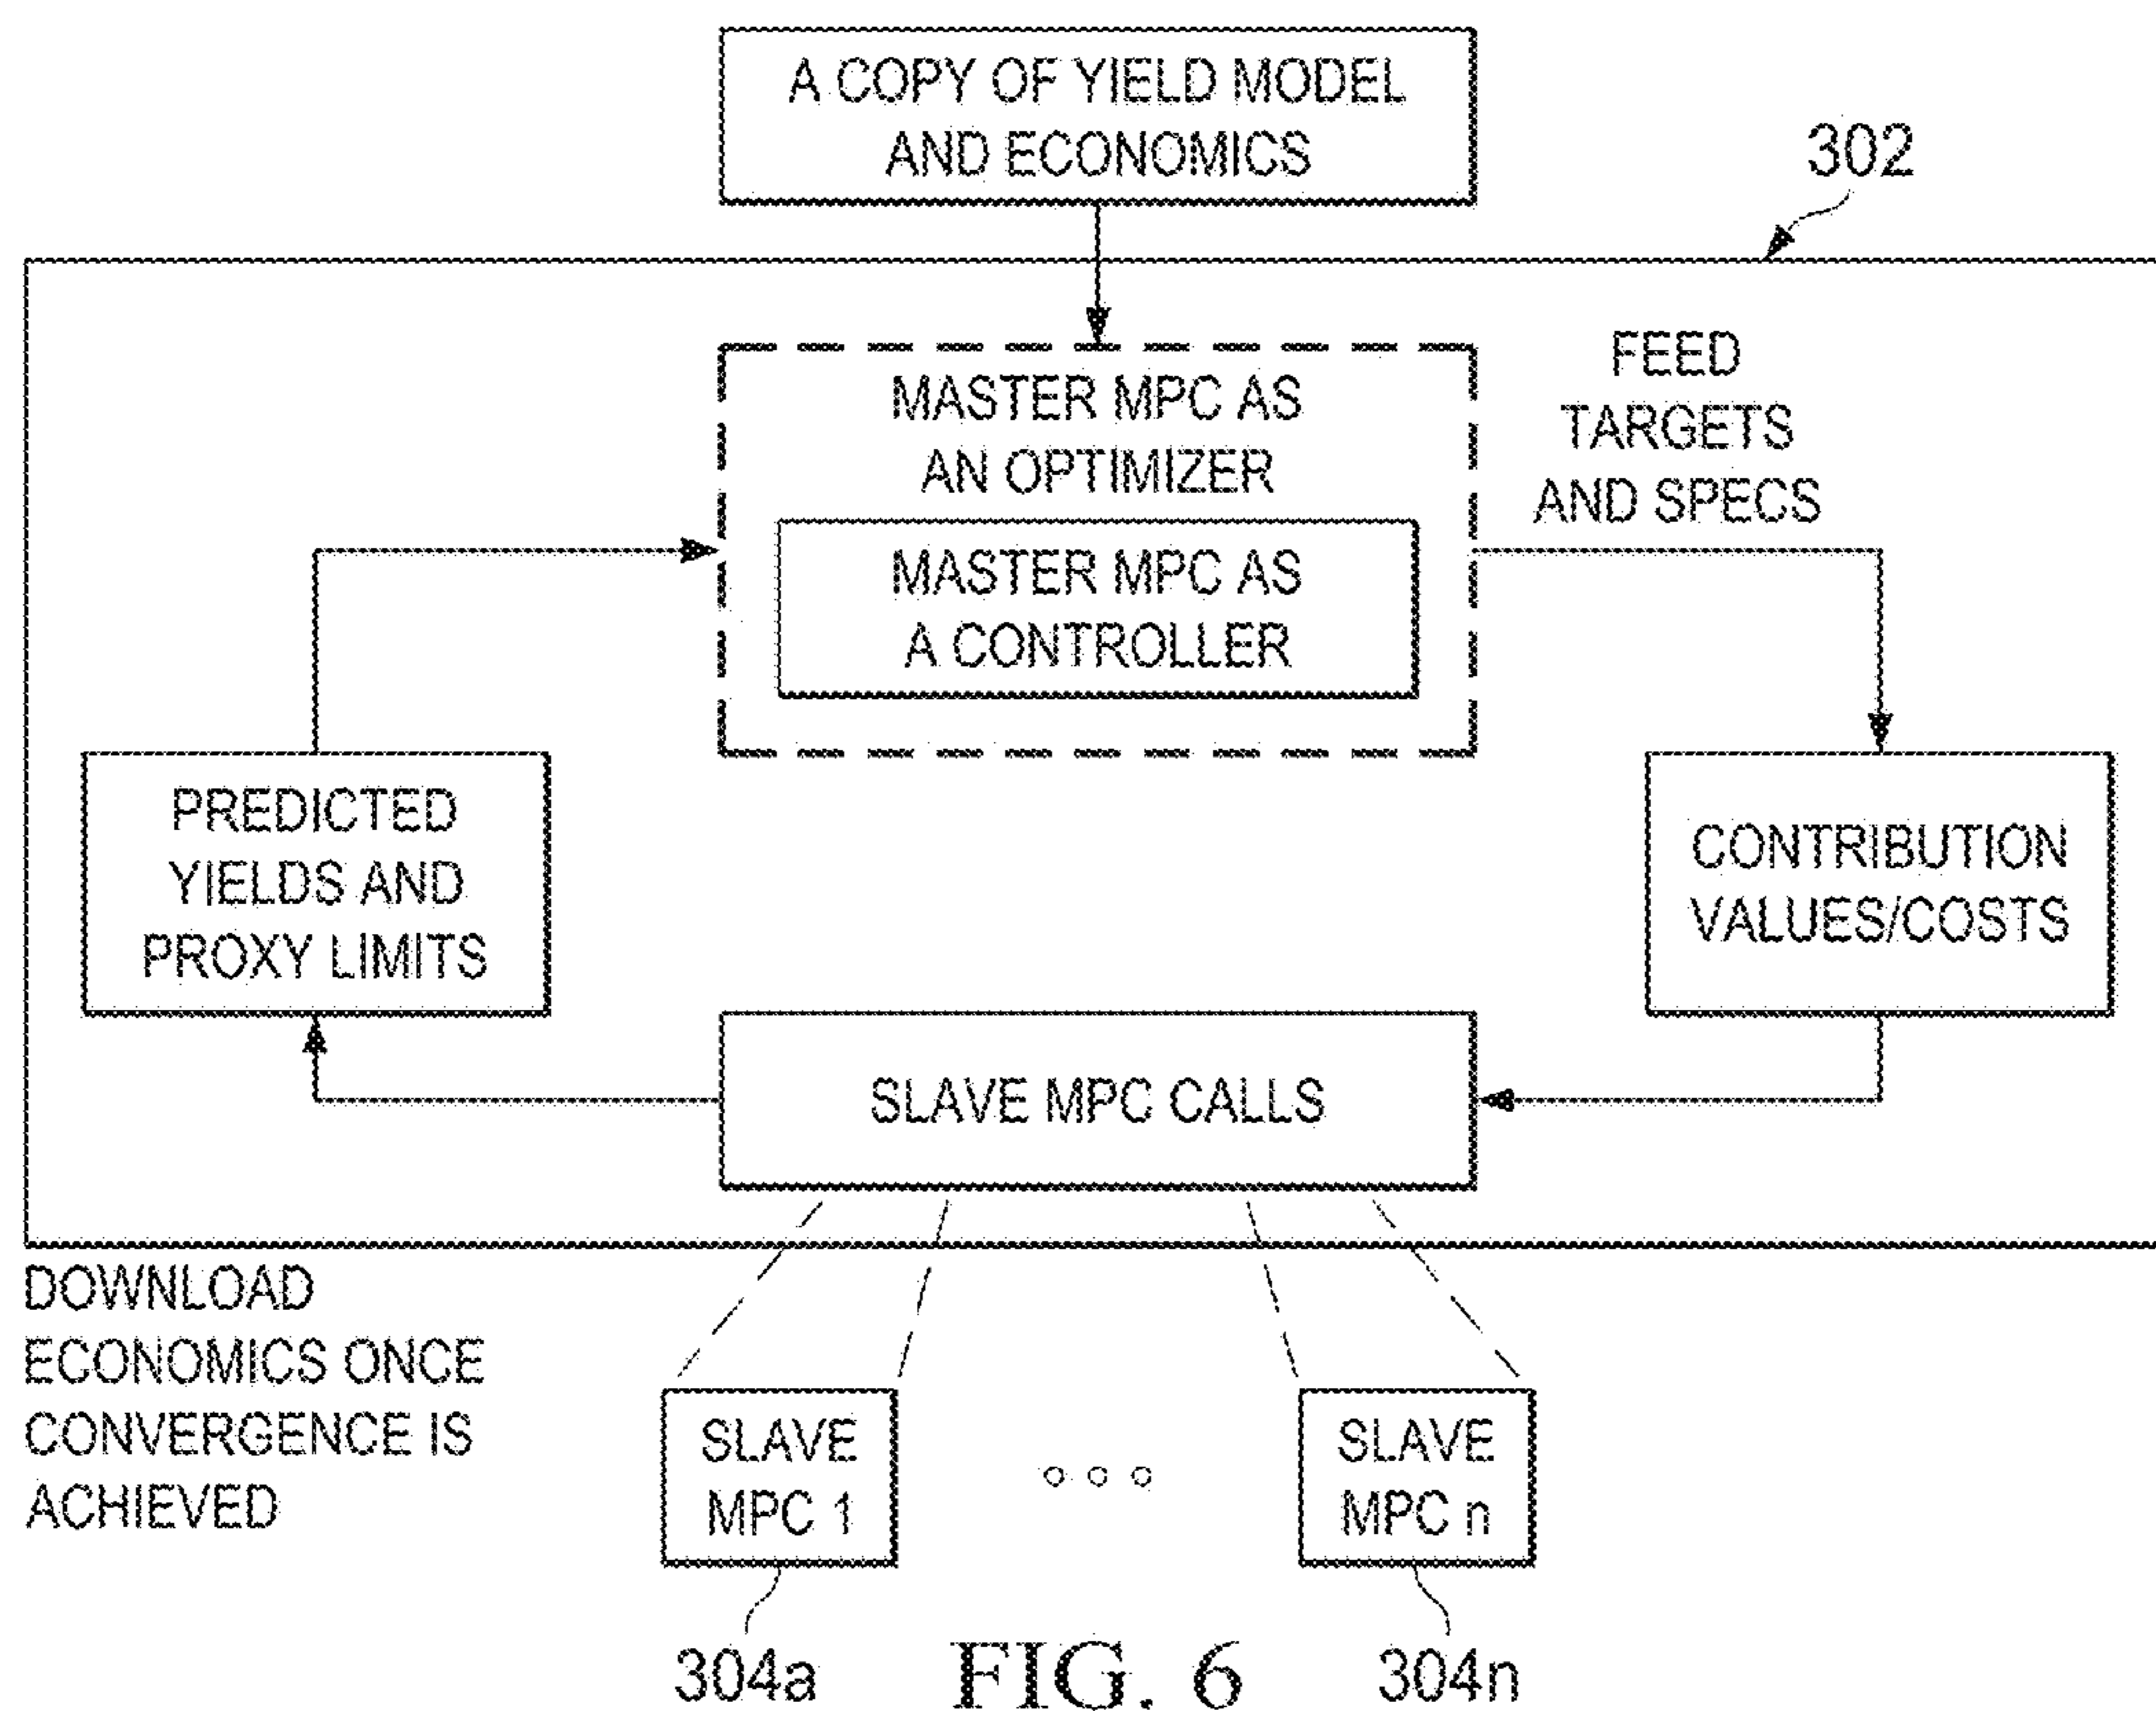 A COPY OF YIELD MODEL
AND ECONOMICS
302
MASTER MPC AS
AN OPTIMIZER
MASTER MPC AS
A CONTROLLER
FEED
TARGETS
AND SPECS
PREDICTED
YIELDS AND
PROXY LIMITS
CONTRIBUTION
VALUES/COSTS
SLAVE MPC CALLS
DOWNLOAD
ECONOMICS ONCE
CONVERGENCE IS
ACHIEVED
SLAVE
MPC 1
SLAVE
MPC n
304a
FIG. 6
304n